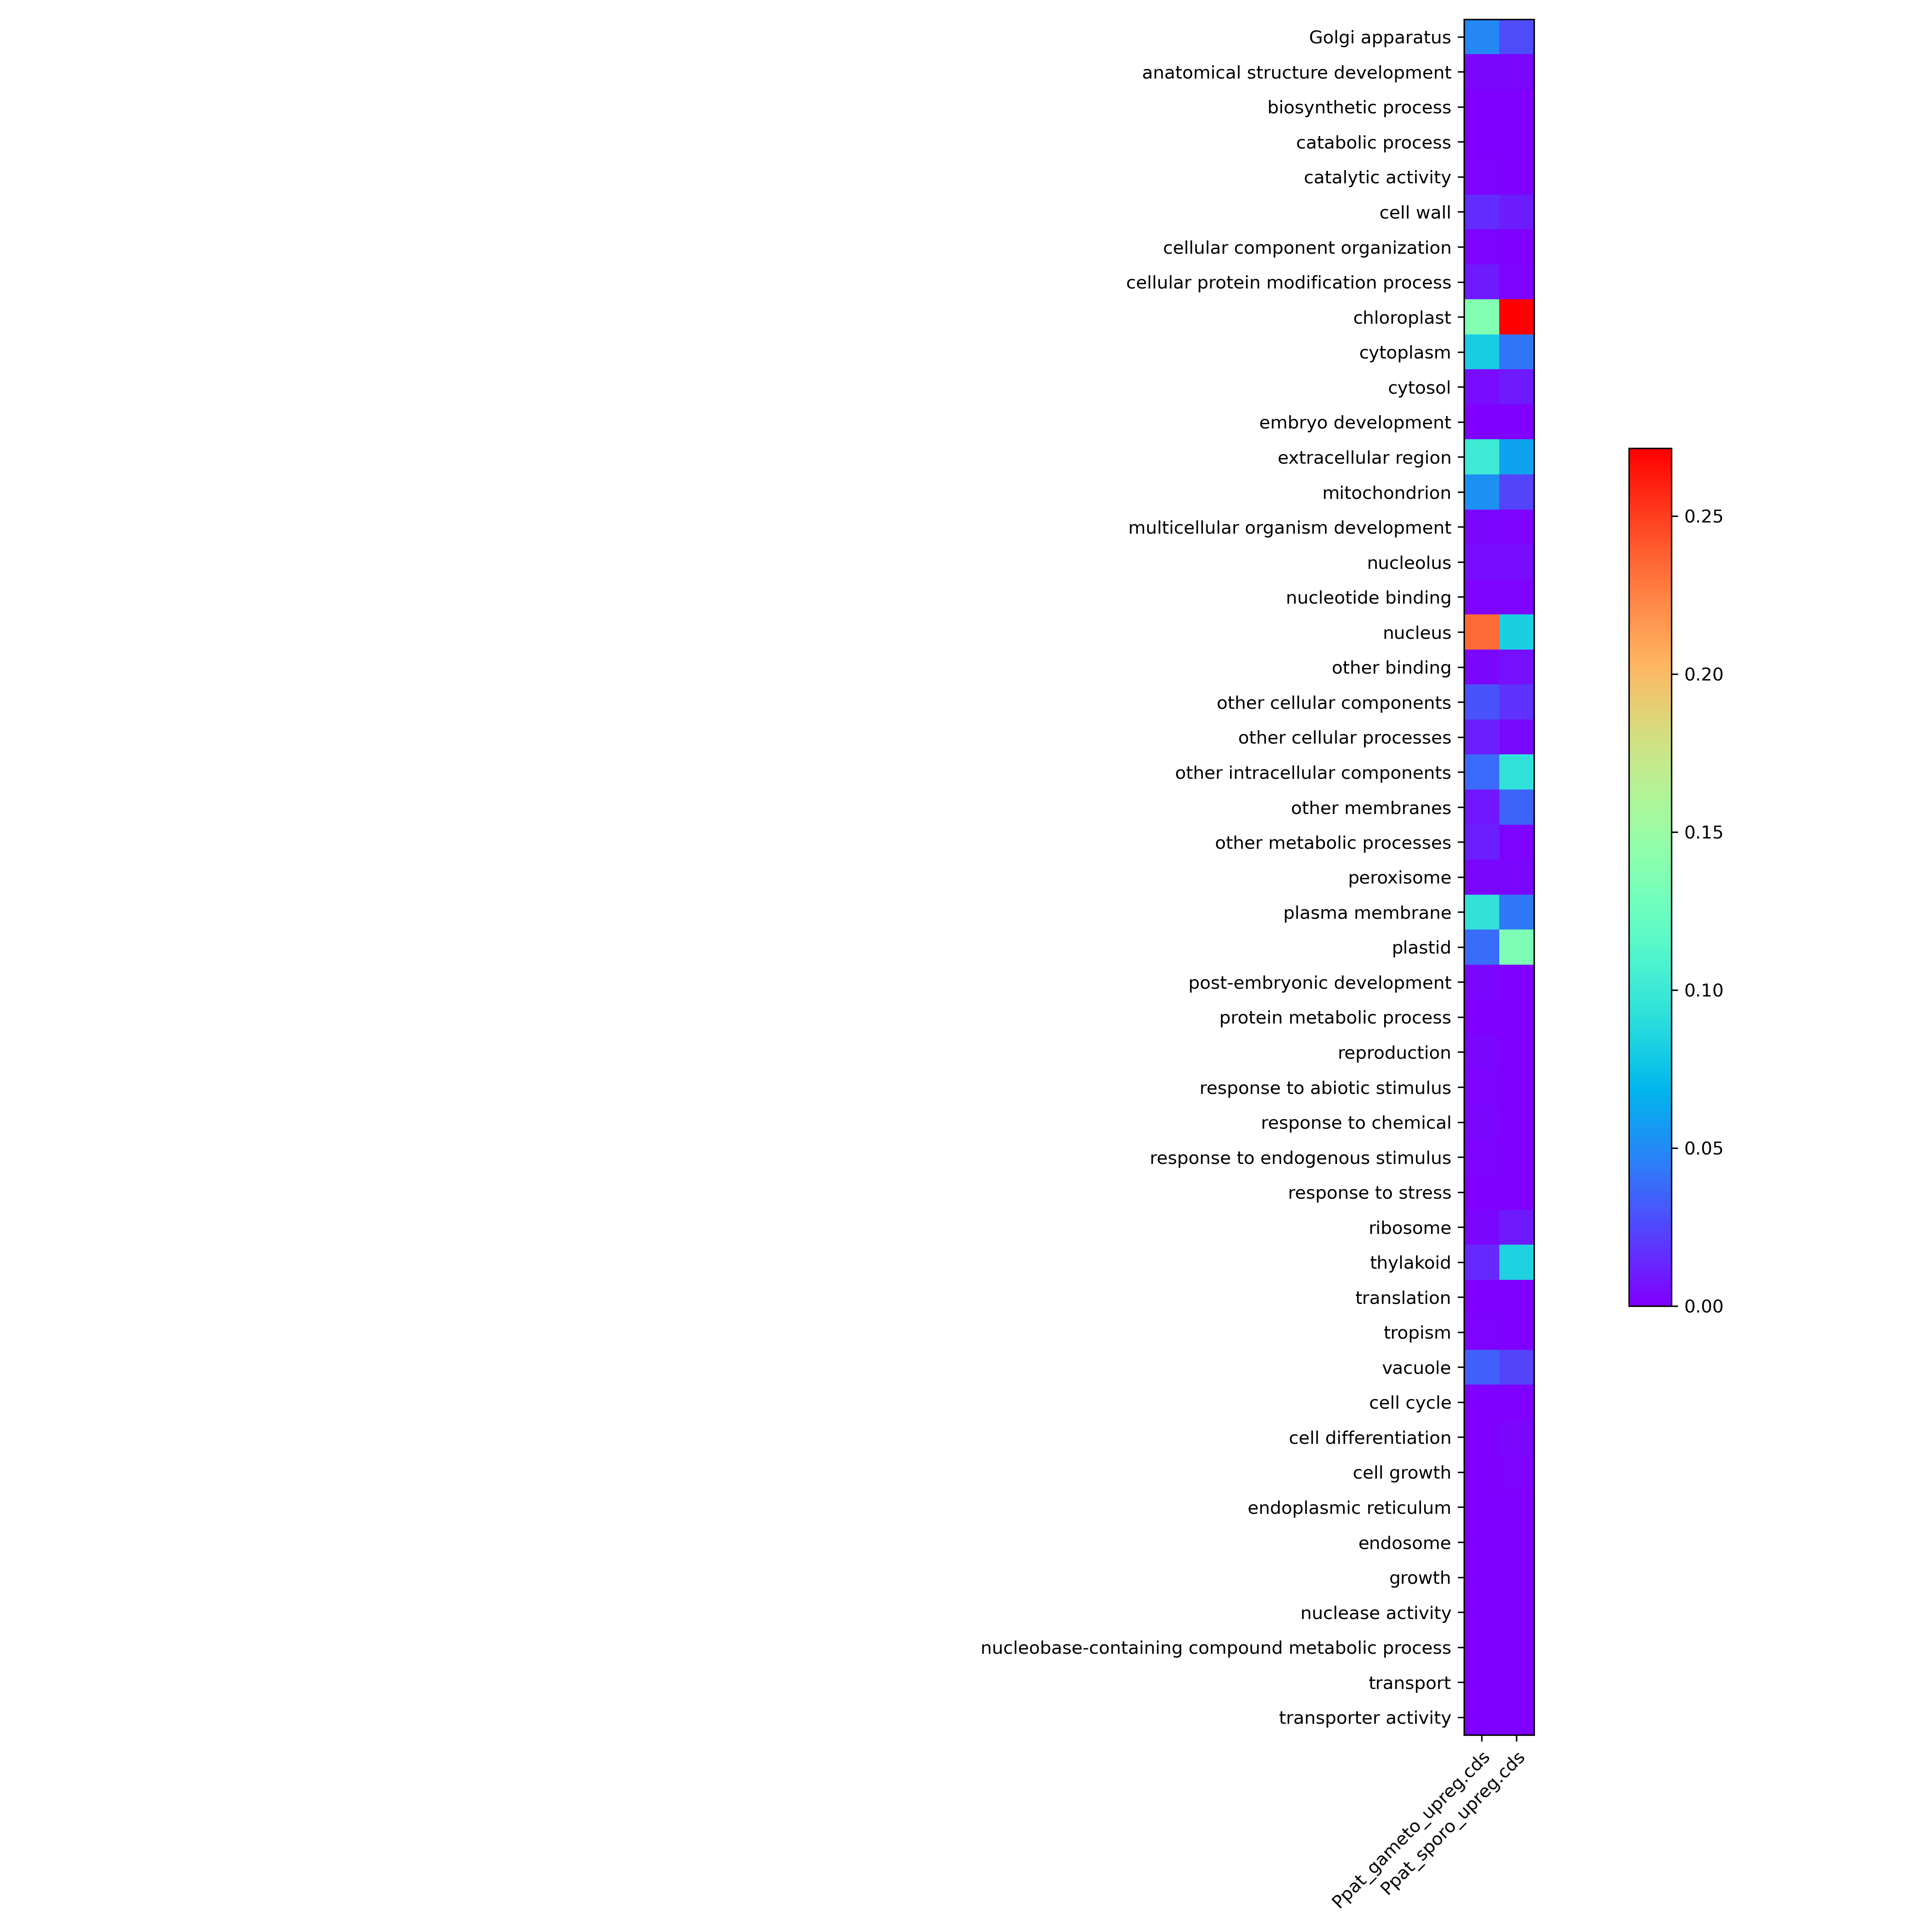 Golgi apparatus
anatomical structure development
biosynthetic process
catabolic process
catalytic activity
cell wall
cellular component organization
cellular protein modification process
chloroplast
cytoplasm
cytosol
embryo development
extracellular region
mitochondrion
multicellular organism development
nucleolus
nucleotide binding
nucleus
other binding
other cellular components
other cellular processes
other intracellular components
other membranes
other metabolic processes
peroxisome
plasma membrane
plastid
post-embryonic development
protein metabolic process
reproduction
response to abiotic stimulus
response to chemical
response to endogenous stimulus
response to stress
ribosome
thylakoid
translation
tropism
vacuole
cell cycle
cell differentiation
cell growth
endoplasmic reticulum
endosome
growth
nuclease activity
nucleobase-containing compound metabolic process
transport
transporter activity
Ppat_gameto_upreg.cds
Ppat_sporo_upreg.cds
0.25
0.20
0.15
0.10
0.05
0.00